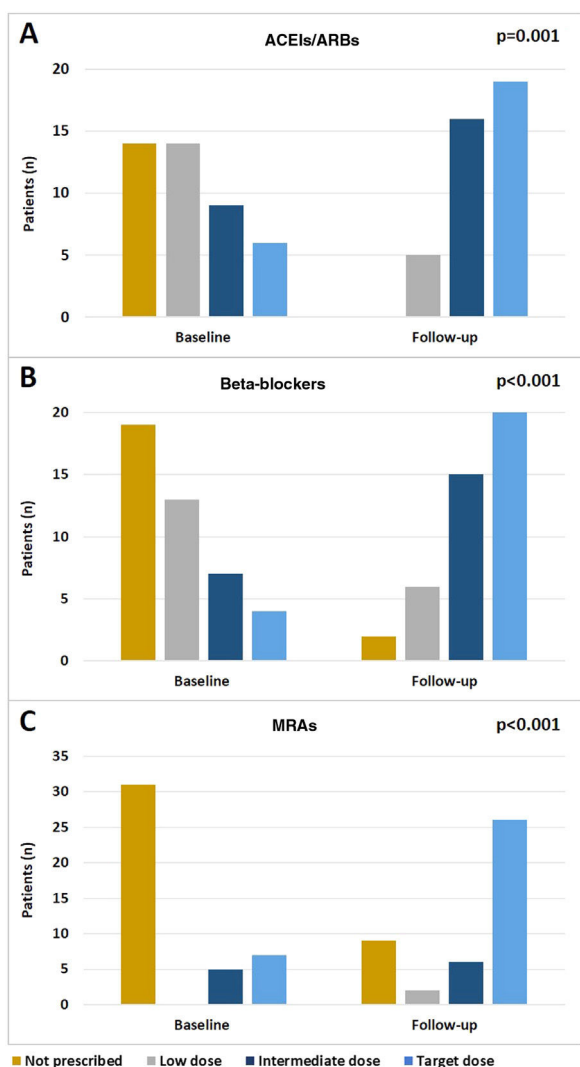 A
ACEIs/ARBs
p=0.001
20
15
10
5
0
Patients (n)
Baseline Follow-up
B
Beta-blockers
p<0.001
20
15
10
5
0
Patients (n)
Baseline Follow-up
C
MRAs
p<0.001
35
30
25
20
15
10
5
0
Patients (n)
Baseline Follow-up
Not prescribed Low dose Intermediate dose Target dose